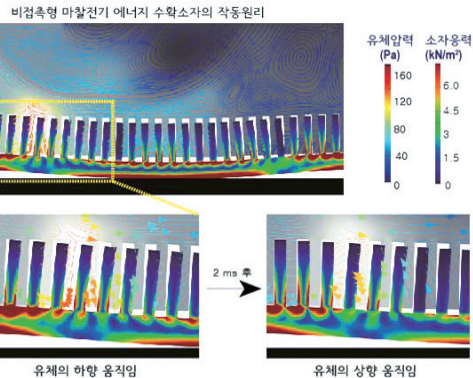 비접촉형 마찰전기 에너지 수확소자의 작동원리
유체압력
(Pa)
소자응력
(kN/m²)
160
120
80
40
0
6.0
4.5
3
1.5
0
2 ms 후
유체의 하향 움직임
유체의 상향 움직임